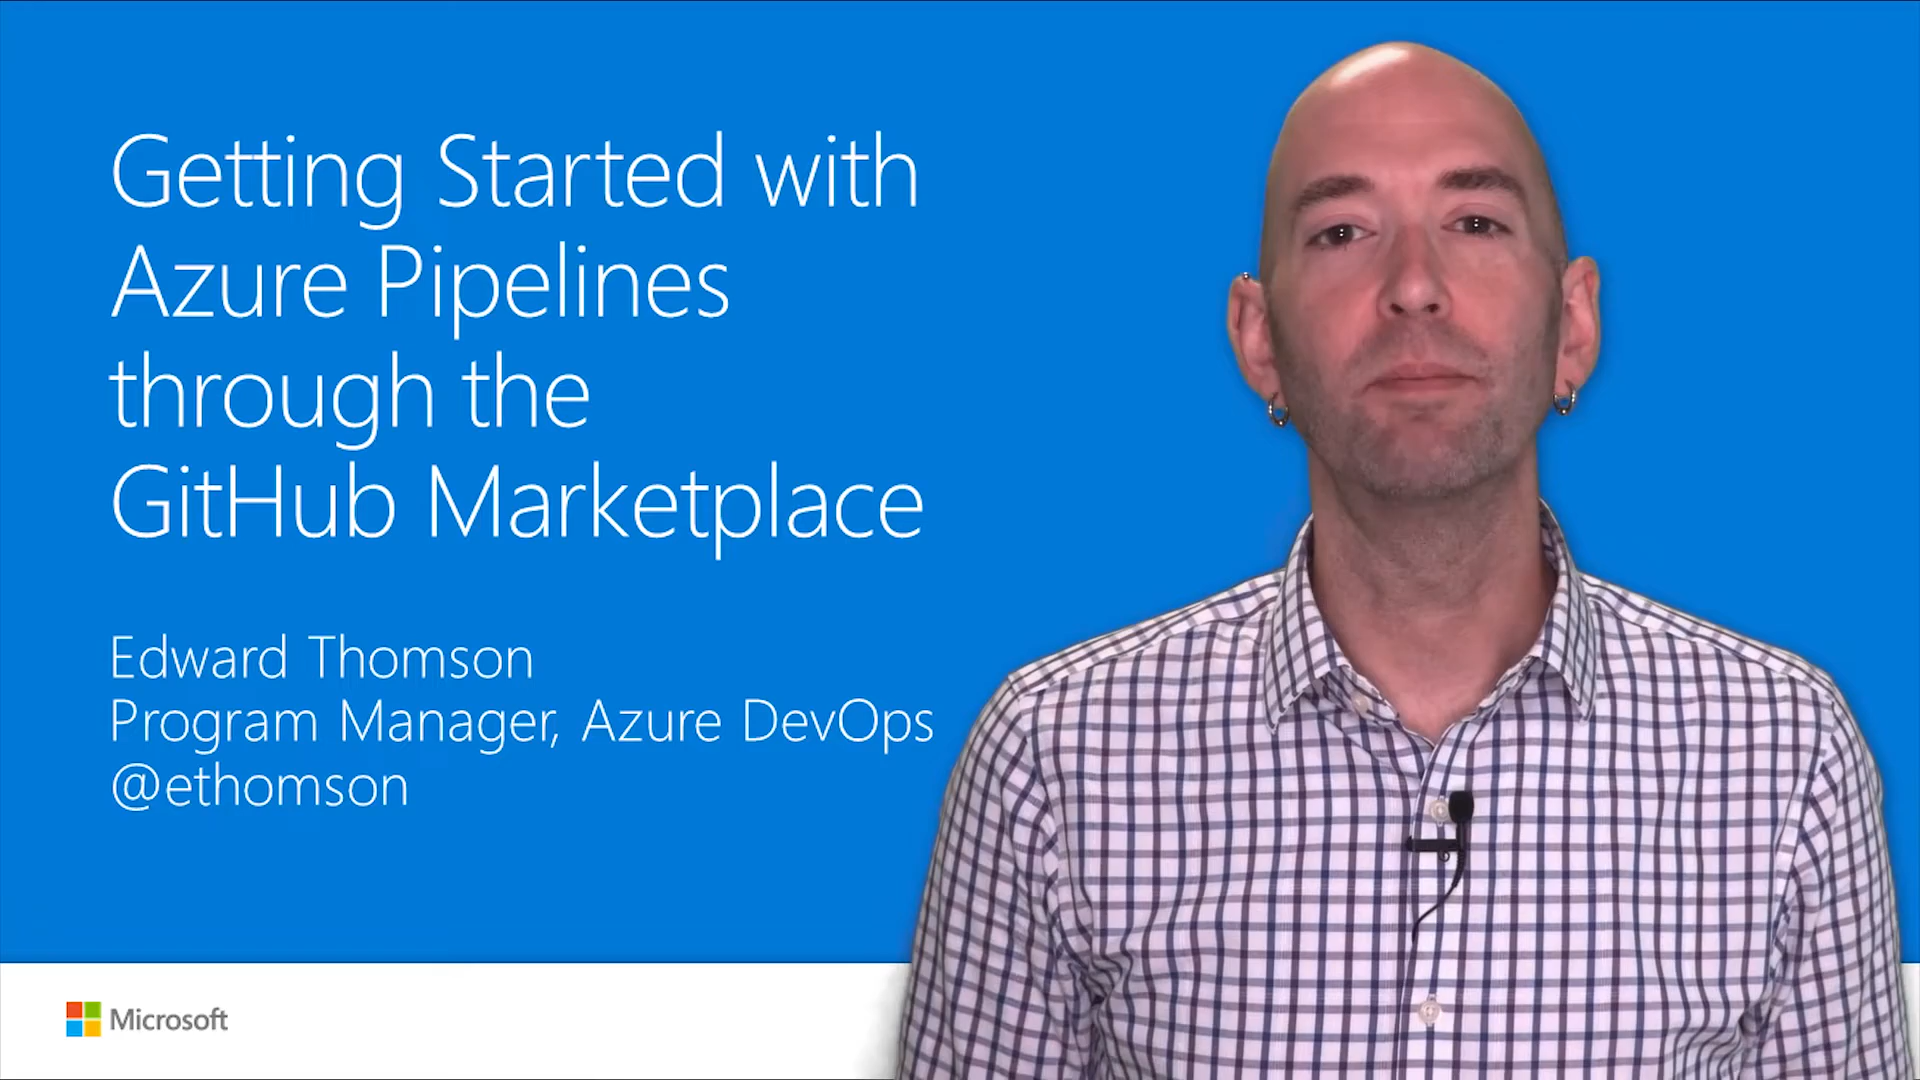 Getting Started with
Azure Pipelines
through the
GitHub Marketplace
Edward Thomson
Program Manager, Azure DevOps
@ethomson
Microsoft